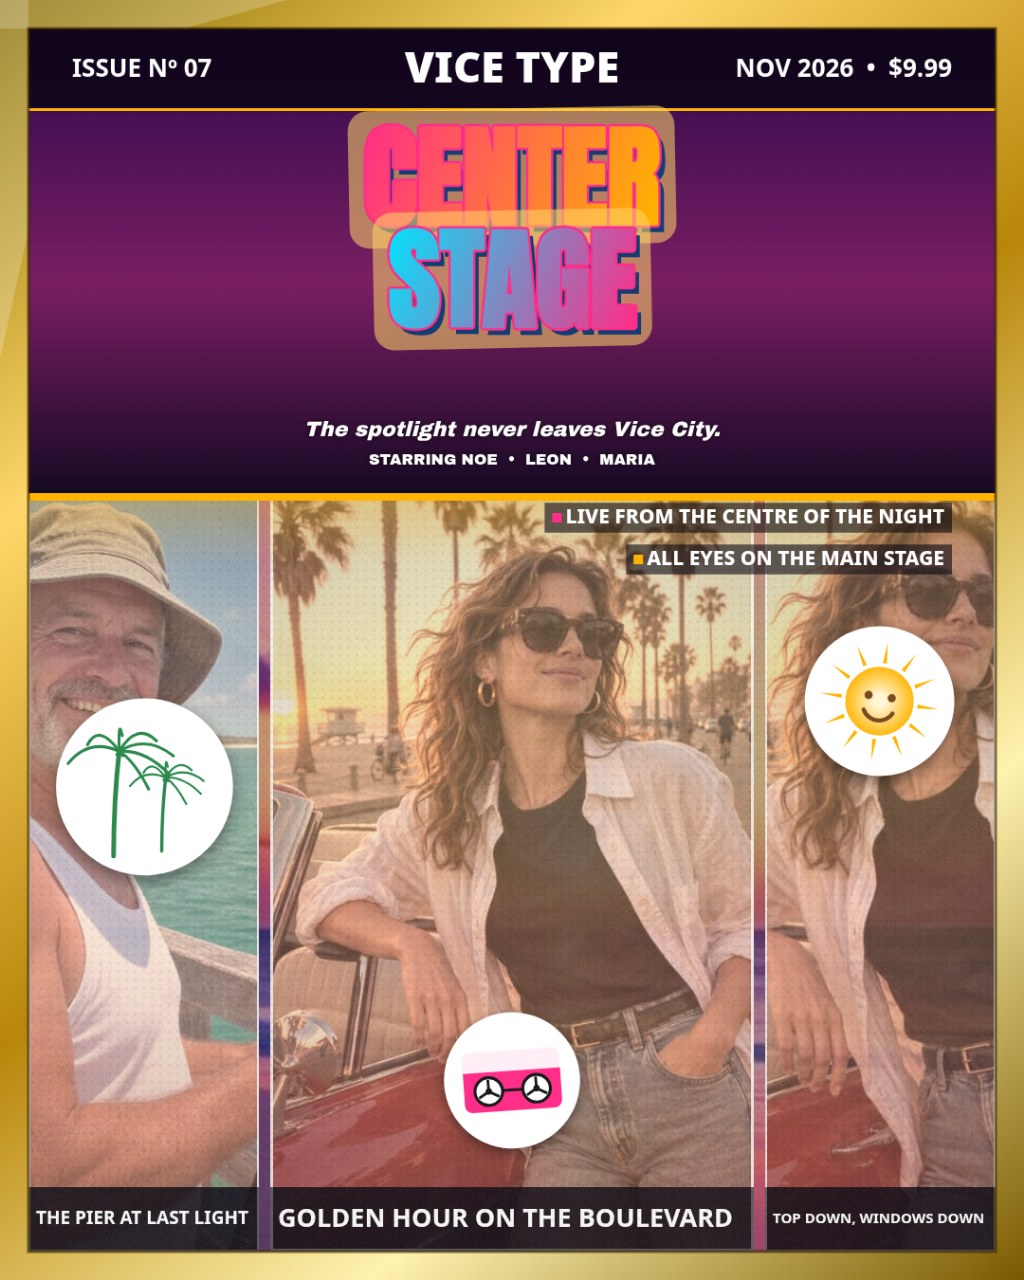 ISSUE Nº 07
VICE TYPE
NOV 2026 • $9.99
CENTER
STAGE
The spotlight never leaves Vice City.
STARRING NOE • LEON • MARIA
LIVE FROM THE CENTRE OF THE NIGHT
ALL EYES ON THE MAIN STAGE
THE PIER AT LAST LIGHT
GOLDEN HOUR ON THE BOULEVARD
TOP DOWN, WINDOWS DOWN